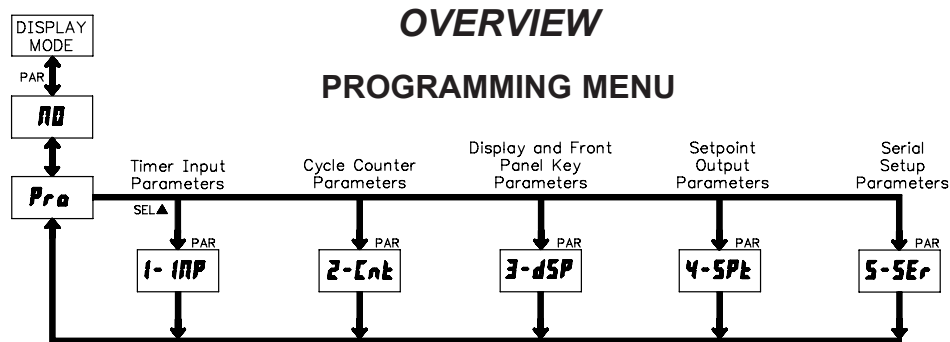 OVERVIEW
PROGRAMMING MENU
DISPLAY
MODE
PAR
NO
Pro
SEL▲
Timer Input
Parameters
Cycle Counter
Parameters
Display and Front
Panel Key
Parameters
Setpoint
Output
Parameters
Serial
Setup
Parameters
PAR
1-INP
PAR
2-Cnt
PAR
3-dSP
PAR
4-SPt
PAR
5-SEr